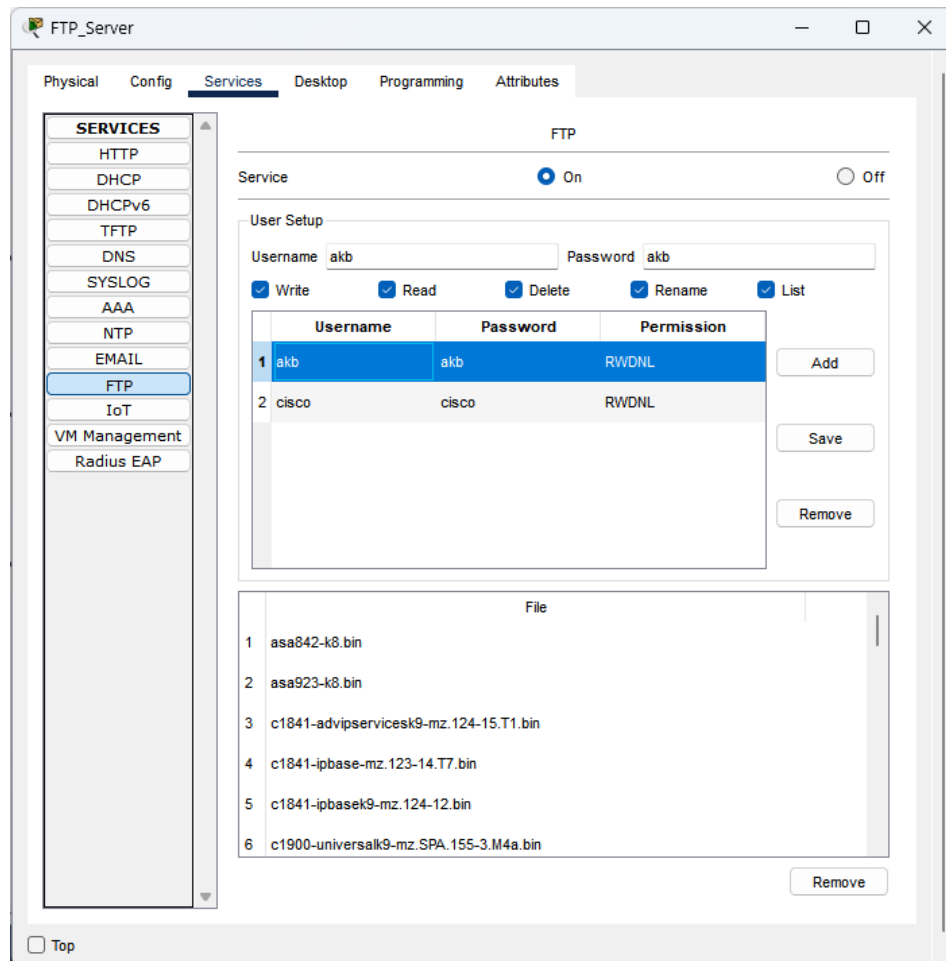 FTP_Server
Physical Config Services Desktop Programming Attributes
SERVICES
HTTP
DHCP
DHCPv6
TFTP
DNS
SYSLOG
AAA
NTP
EMAIL
FTP
IoT
VM Management
Radius EAP
FTP
Service On Off
User Setup
Username akb Password akb
Write Read Delete Rename List
Username Password Permission
1 akb akb RWDNL
2 cisco cisco RWDNL
Add
Save
Remove
File
1 asa842-k8.bin
2 asa923-k8.bin
3 c1841-advipservicesk9-mz.124-15.T1.bin
4 c1841-ipbase-mz.123-14.T7.bin
5 c1841-ipbasek9-mz.124-12.bin
6 c1900-universalk9-mz.SPA.155-3.M4a.bin
Remove
Top